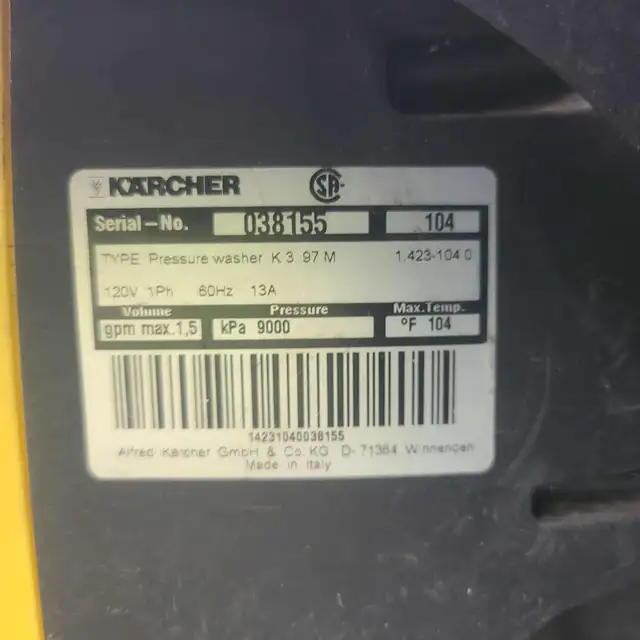 KÄRCHER
Serial-No. 038155 104
TYPE Pressure washer K 3.97 M 1.423-104.0
120V 1Ph 60Hz 13A
Volume Pressure Max.Temp.
gpm max.1,5 kPa 9000 °F 104
14231040038155
Alfred Kärcher GmbH & Co. KG D-71364 Winnenden
Made in Italy